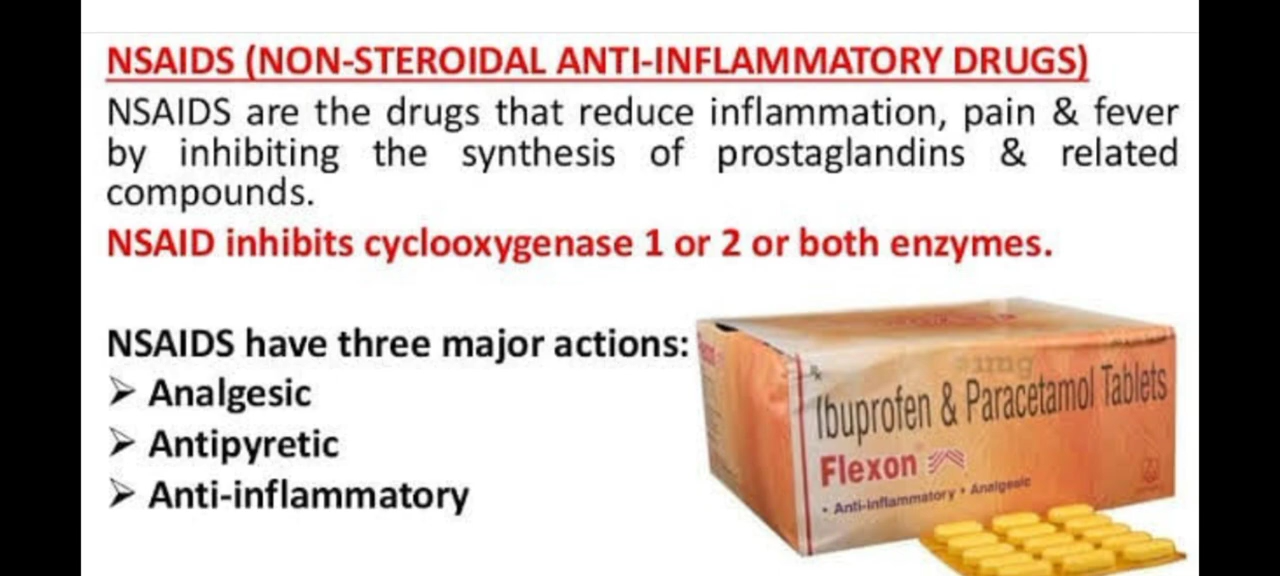 NSAIDS (NON-STEROIDAL ANTI-INFLAMMATORY DRUGS)
NSAIDS are the drugs that reduce inflammation, pain & fever
by inhibiting the synthesis of prostaglandins & related
compounds.
NSAID inhibits cyclooxygenase 1 or 2 or both enzymes.
NSAIDS have three major actions:
➢ Analgesic
➢ Antipyretic
➢ Anti-inflammatory
1mg
Ibuprofen & Paracetamol Tablets
Flexon
• Anti-inflammatory • Analgesic